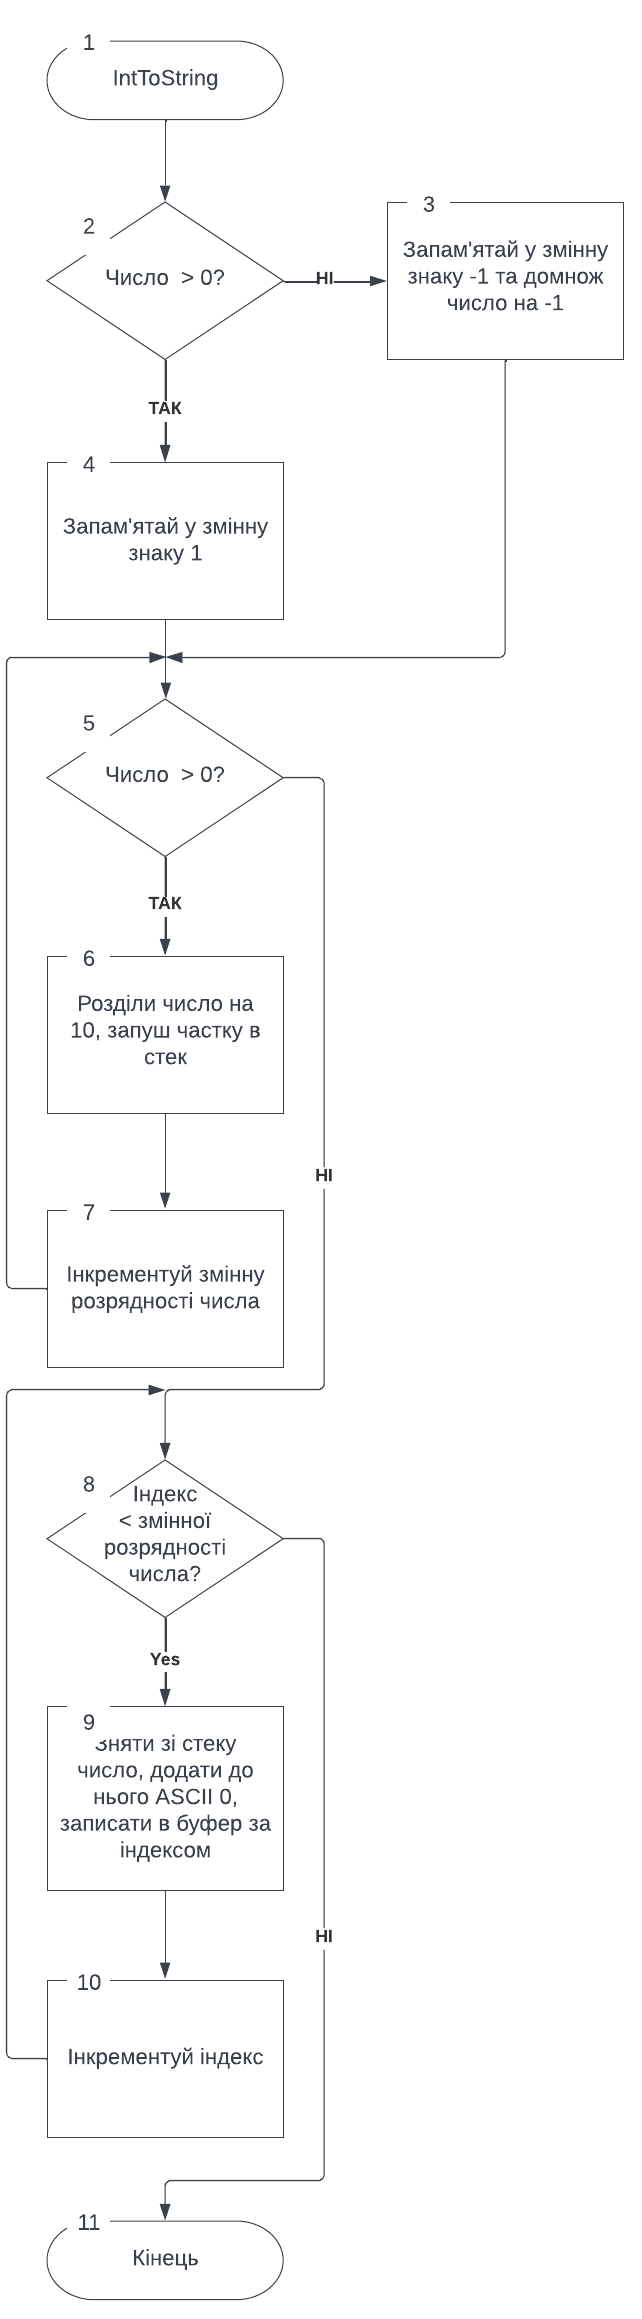 1
IntToString
2
Число > 0?
НІ
3
Запам'ятай у змінну
знаку -1 та домнож
число на -1
ТАК
4
Запам'ятай у змінну
знаку 1
5
Число > 0?
ТАК
6
Розділи число на
10, запуш частку в
стек
НІ
7
Інкрементуй змінну
розрядності числа
8
Індекс
< змінної
розрядності
числа?
Yes
9
Зняти зі стеку
число, додати до
нього ASCII 0,
записати в буфер за
індексом
НІ
10
Інкрементуй індекс
11
Кінець